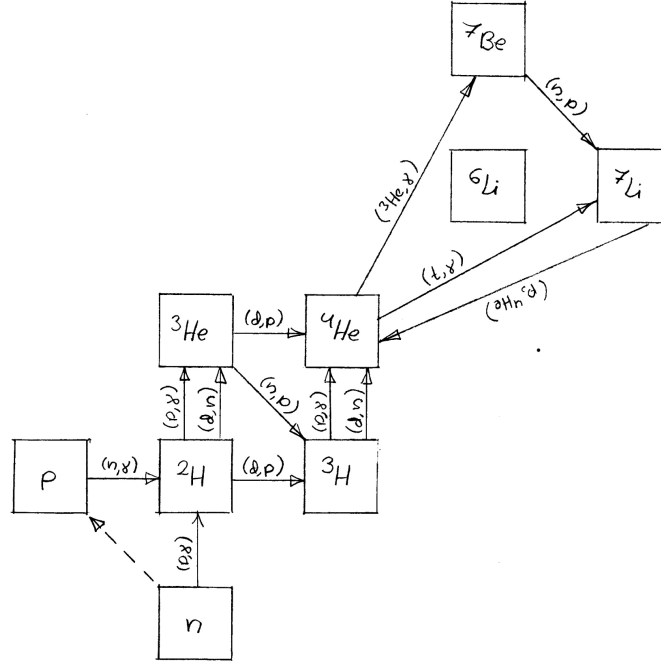 ⁷Be
(n,p)
⁶Li
⁷Li
(³He,γ)
(t,γ)
(p,⁴He)
³He
(d,p)
⁴He
(p,γ)
(d,n)
(n,p)
(p,γ)
(d,n)
p
(n,γ)
²H
(d,p)
³H
(p,γ)
n